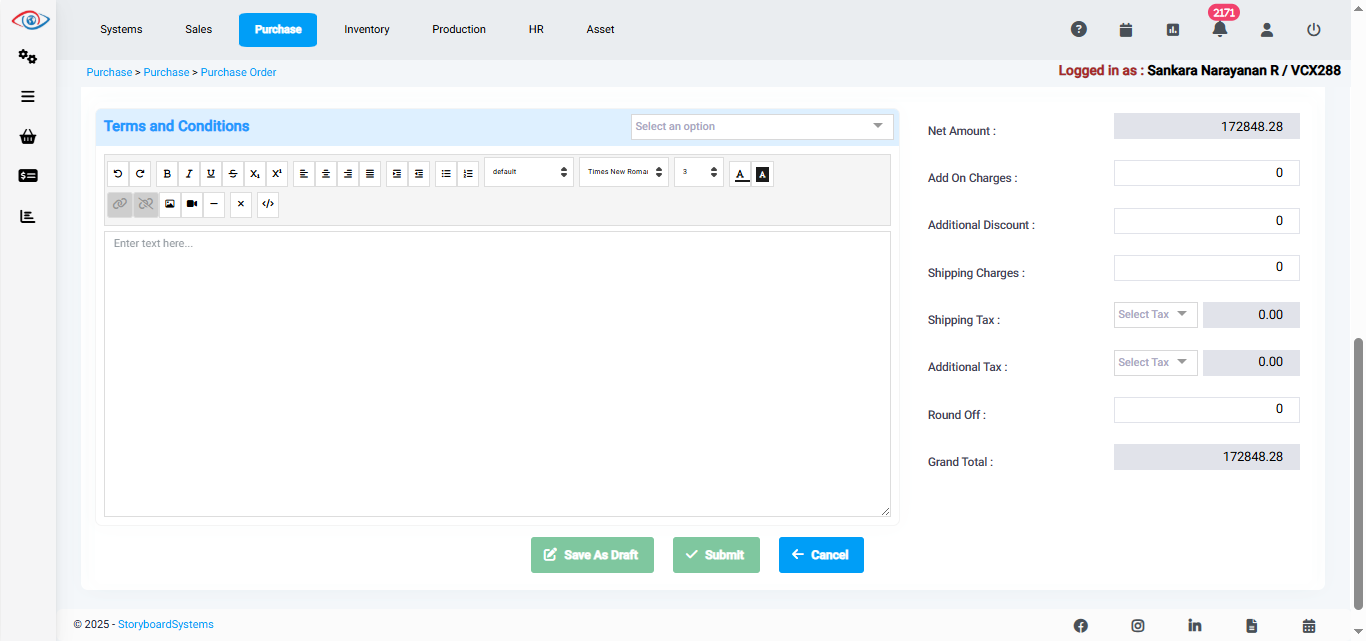 2171
Systems Sales Purchase Inventory Production HR Asset
Purchase > Purchase > Purchase Order
Logged in as : Sankara Narayanan R / VCX288
Terms and Conditions
Select an option
B I U S X₁ X¹
default
Times New Roma
3
A A
Enter text here...
Net Amount : 172848.28
Add On Charges : 0
Additional Discount : 0
Shipping Charges : 0
Shipping Tax : Select Tax 0.00
Additional Tax : Select Tax 0.00
Round Off : 0
Grand Total : 172848.28
Save As Draft
Submit
Cancel
© 2025 - StoryboardSystems